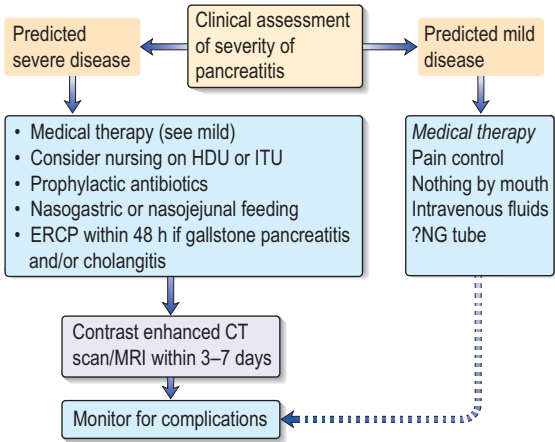 Clinical assessment
of severity of
pancreatitis
Predicted
severe disease
Predicted mild
disease
• Medical therapy (see mild)
• Consider nursing on HDU or ITU
• Prophylactic antibiotics
• Nasogastric or nasojejunal feeding
• ERCP within 48 h if gallstone pancreatitis
and/or cholangitis
Medical therapy
Pain control
Nothing by mouth
Intravenous fluids
?NG tube
Contrast enhanced CT
scan/MRI within 3–7 days
Monitor for complications